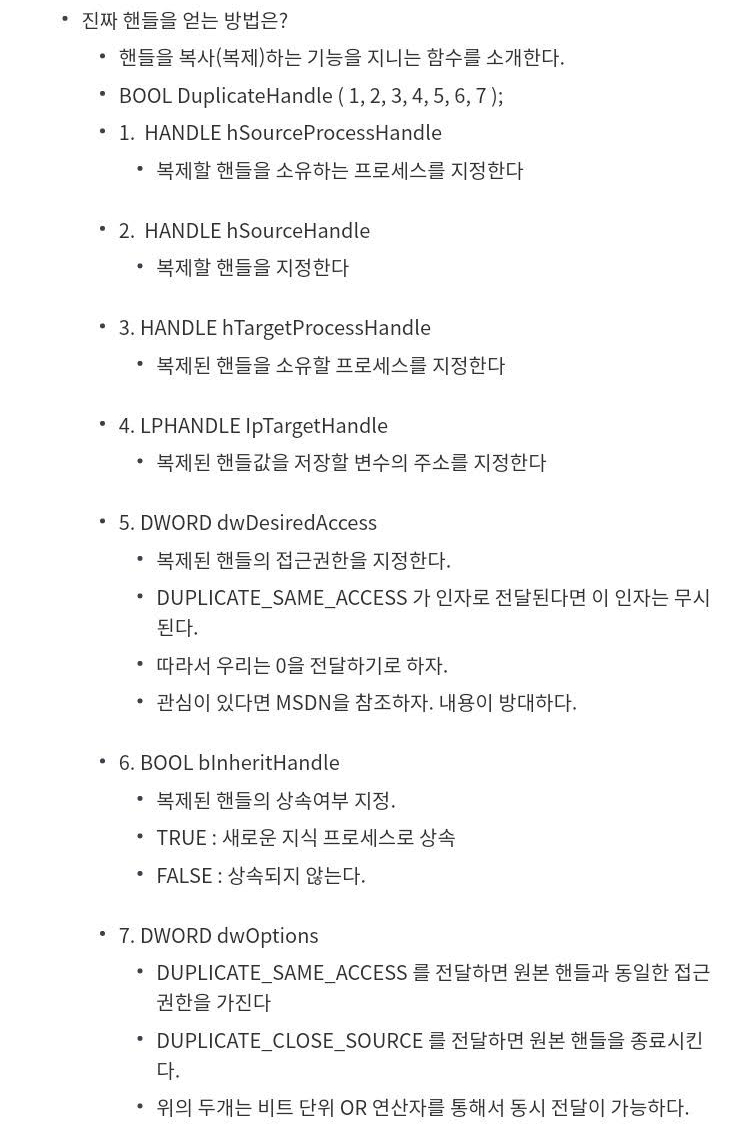 • 진짜 핸들을 얻는 방법은?
• 핸들을 복사(복제)하는 기능을 지니는 함수를 소개한다.
• BOOL DuplicateHandle ( 1, 2, 3, 4, 5, 6, 7 );
• 1. HANDLE hSourceProcessHandle
• 복제할 핸들을 소유하는 프로세스를 지정한다
• 2. HANDLE hSourceHandle
• 복제할 핸들을 지정한다
• 3. HANDLE hTargetProcessHandle
• 복제된 핸들을 소유할 프로세스를 지정한다
• 4. LPHANDLE IpTargetHandle
• 복제된 핸들값을 저장할 변수의 주소를 지정한다
• 5. DWORD dwDesiredAccess
• 복제된 핸들의 접근권한을 지정한다.
• DUPLICATE_SAME_ACCESS 가 인자로 전달된다면 이 인자는 무시
된다.
• 따라서 우리는 0을 전달하기로 하자.
• 관심이 있다면 MSDN을 참조하자. 내용이 방대하다.
• 6. BOOL bInheritHandle
• 복제된 핸들의 상속여부 지정.
• TRUE : 새로운 지식 프로세스로 상속
• FALSE : 상속되지 않는다.
• 7. DWORD dwOptions
• DUPLICATE_SAME_ACCESS 를 전달하면 원본 핸들과 동일한 접근
권한을 가진다
• DUPLICATE_CLOSE_SOURCE 를 전달하면 원본 핸들을 종료시킨
다.
• 위의 두개는 비트 단위 OR 연산자를 통해서 동시 전달이 가능하다.